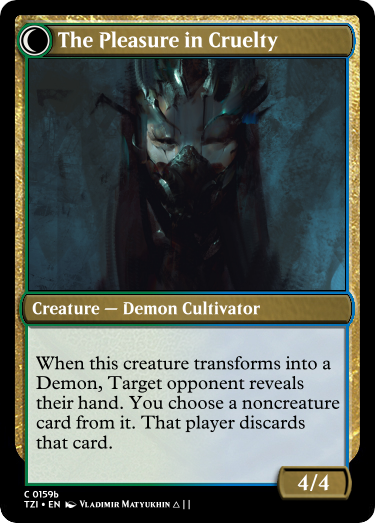 The Pleasure in Cruelty
Creature — Demon Cultivator
When this creature transforms into a
Demon, Target opponent reveals
their hand. You choose a noncreature
card from it. That player discards
that card.
4/4
C 0159b
TZI • EN Vladimir Matyukhin △ ||